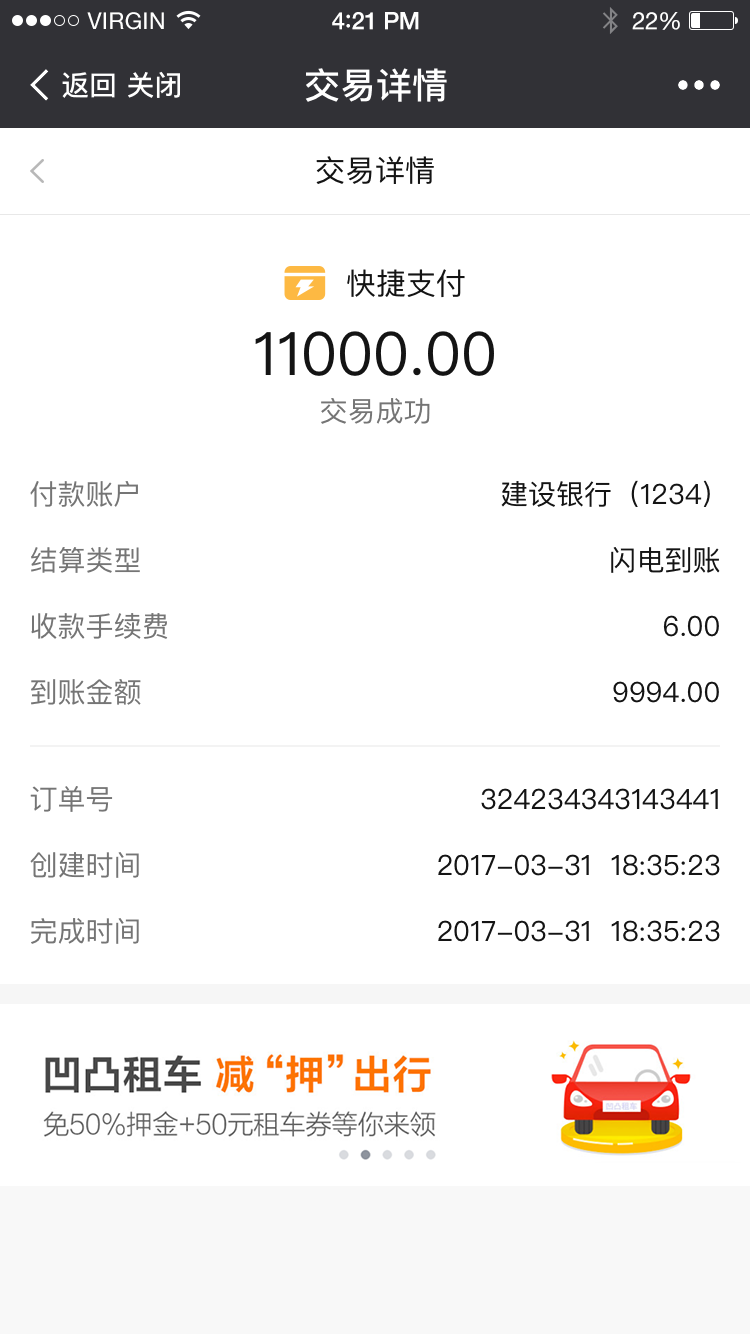 VIRGIN 4:21 PM 22%
返回 关闭 交易详情
交易详情
快捷支付
11000.00
交易成功
付款账户 建设银行（1234）
结算类型 闪电到账
收款手续费 6.00
到账金额 9994.00
订单号 324234343143441
创建时间 2017-03-31 18:35:23
完成时间 2017-03-31 18:35:23
凹凸租车 减“押”出行
免50%押金+50元租车券等你来领
凹凸租车